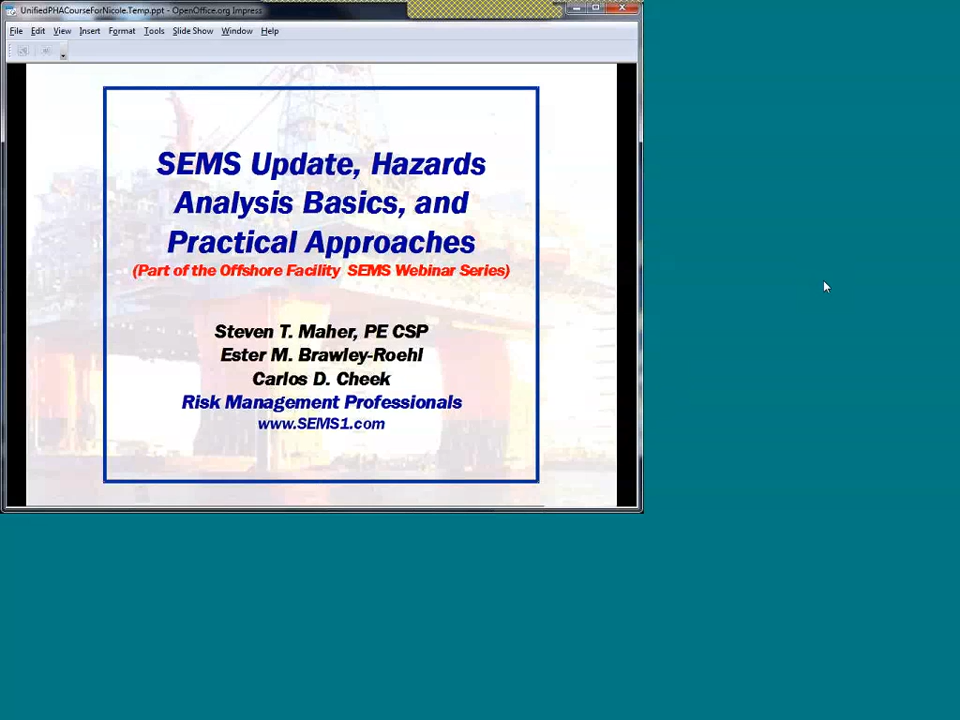 UnifiedPHACourseForNicole.Temp.ppt - OpenOffice.org Impress
File Edit View Insert Format Tools Slide Show Window Help
SEMS Update, Hazards
Analysis Basics, and
Practical Approaches
(Part of the Offshore Facility SEMS Webinar Series)
Steven T. Maher, PE CSP
Ester M. Brawley-Roehl
Carlos D. Cheek
Risk Management Professionals
www.SEMS1.com